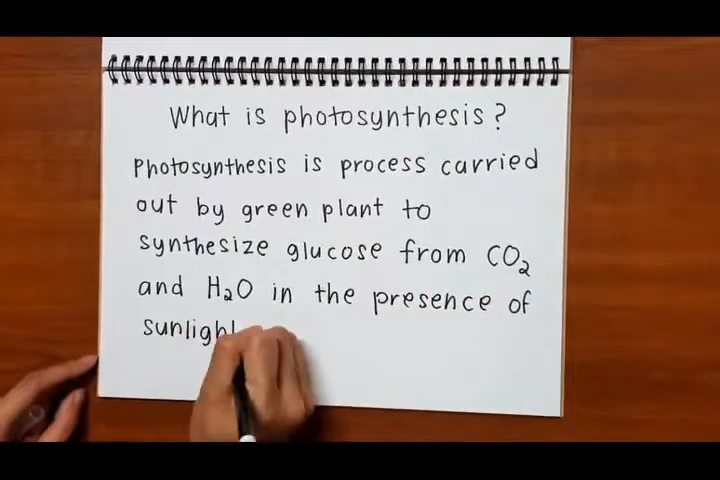 What is photosynthesis?
Photosynthesis is process carried
out by green plant to
synthesize glucose from CO₂
and H₂O in the presence of
sunligh